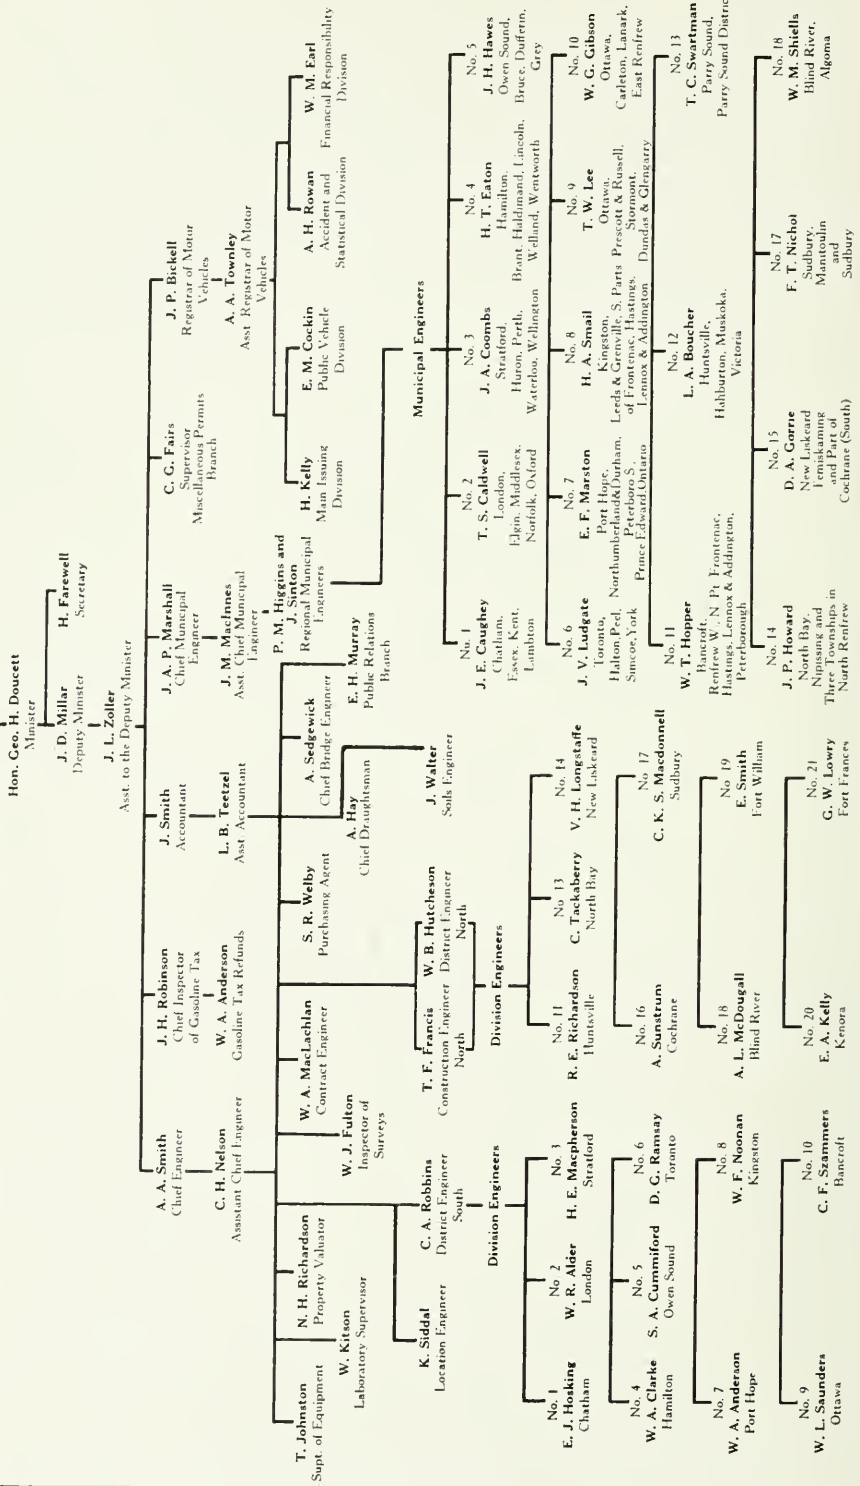 Hon. Geo. H. Doucett
Minister
J. D. Millar
Deputy Minister
H. Farewell
Secretary
J. L. Zoller
Asst. to the Deputy Minister
A. A. Smith
Chief Engineer
J. H. Robinson
Chief Inspector
of Gasoline Tax
J. Smith
Accountant
J. A. P. Marshall
Chief Municipal
Engineer
C. G. Fairs
Supervisor
Miscellaneous Permits
Branch
J. P. Bickell
Registrar of Motor
Vehicles
C. H. Nelson
Assistant Chief Engineer
W. A. Anderson
Gasoline Tax Refunds
L. B. Teetzel
Asst. Accountant
J. M. MacInnes
Asst. Chief Municipal
Engineer
A. A. Townley
Asst Registrar of Motor
Vehicles
P. M. Higgins and
J. Sinton
Regional Municipal
Engineers
H. Kelly
Main Issuing
Division
E. M. Cockin
Public Vehicle
Division
A. H. Rowan
Accident and
Statistical Division
W. M. Earl
Financial Responsibility
Division
T. Johnston
Supt. of Equipment
N. H. Richardson
Property Valuator
W. A. MacLachlan
Contract Engineer
S. R. Welby
Purchasing Agent
A. Sedgewick
Chief Bridge Engineer
W. Kitson
Laboratory Supervisor
W. J. Fulton
Inspector of
Surveys
A. Hay
Chief Draughtsman
E. H. Murray
Public Relations
Branch
K. Siddal
Location Engineer
C. A. Robbins
District Engineer
South
T. F. Francis
Construction Engineer
North
W. B. Hutcheson
District Engineer
North
J. Walter
Soils Engineer
Division Engineers
No. 1
E. J. Hosking
Chatham
No 2
W. R. Alder
London
No. 3
H. E. Macpherson
Stratford
No. 4
W. A. Clarke
Hamilton
No. 5
S. A. Cummiford
Owen Sound
No. 6
D. G. Ramsay
Toronto
No. 7
W. A. Anderson
Port Hope
No. 8
W. F. Noonan
Kingston
No. 9
W. L. Saunders
Ottawa
No. 10
C. F. Szammers
Bancroft
Division Engineers
No. 11
R. E. Richardson
Huntsville
No 13
C. Tackaberry
North Bay
No. 14
V. H. Longstaffe
New Liskeard
No. 16
A. Sunstrum
Cochrane
No 17
C. K. S. Macdonnell
Sudbury
No. 18
A. L. McDougall
Blind River
No 19
E. Smith
Fort William
No. 20
E. A. Kelly
Kenora
No. 21
G. W. Lowry
Fort Frances
Municipal Engineers
No. 1
J. E. Caughey
Chatham,
Essex, Kent,
Lambton
No. 2
T. S. Caldwell
London,
Elgin, Middlesex,
Norfolk, Oxford
No. 3
J. A. Coombs
Stratford,
Huron, Perth,
Waterloo, Wellington
No. 4
H. T. Eaton
Hamilton,
Brant, Haldimand, Lincoln,
Welland, Wentworth
No. 5
J. H. Hawes
Owen Sound,
Bruce, Dufferin,
Grey
No. 6
J. V. Ludgate
Toronto,
Halton, Peel,
Simcoe, York
No. 7
E. F. Marston
Port Hope,
Northumberland & Durham,
Peterboro S.,
Prince Edward, Ontario
No. 8
H. A. Smail
Kingston,
Leeds & Grenville, S. Parts
of Frontenac, Hastings,
Lennox & Addington
No. 9
T. W. Lee
Ottawa,
Prescott & Russell,
Stormont,
Dundas & Glengarry
No. 10
W. G. Gibson
Ottawa,
Carleton, Lanark,
East Renfrew
No. 11
W. T. Hopper
Bancroft,
Renfrew W., N. Pt. Frontenac,
Hastings, Lennox & Addington,
Peterborough
No. 12
L. A. Boucher
Huntsville,
Haliburton, Muskoka,
Victoria
No. 13
T. C. Swartman
Parry Sound,
Parry Sound Distric
No. 14
J. P. Howard
North Bay,
Nipissing and
Three Townships in
North Renfrew
No. 15
D. A. Gorrie
New Liskeard
Temiskaming
and Part of
Cochrane (South)
No. 17
F. T. Nichol
Sudbury,
Manitoulin
and
Sudbury
No. 18
W. M. Shiells
Blind River,
Algoma